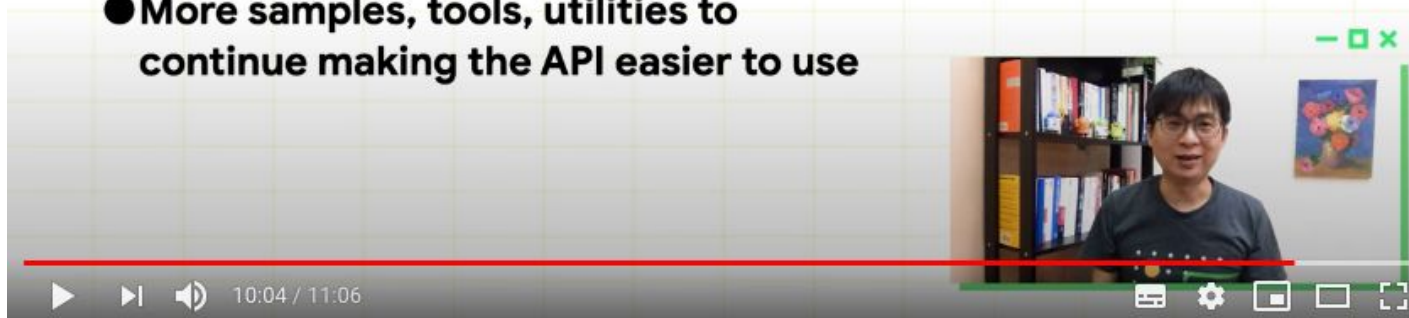 ●More samples, tools, utilities to
continue making the API easier to use
10:04 / 11:06